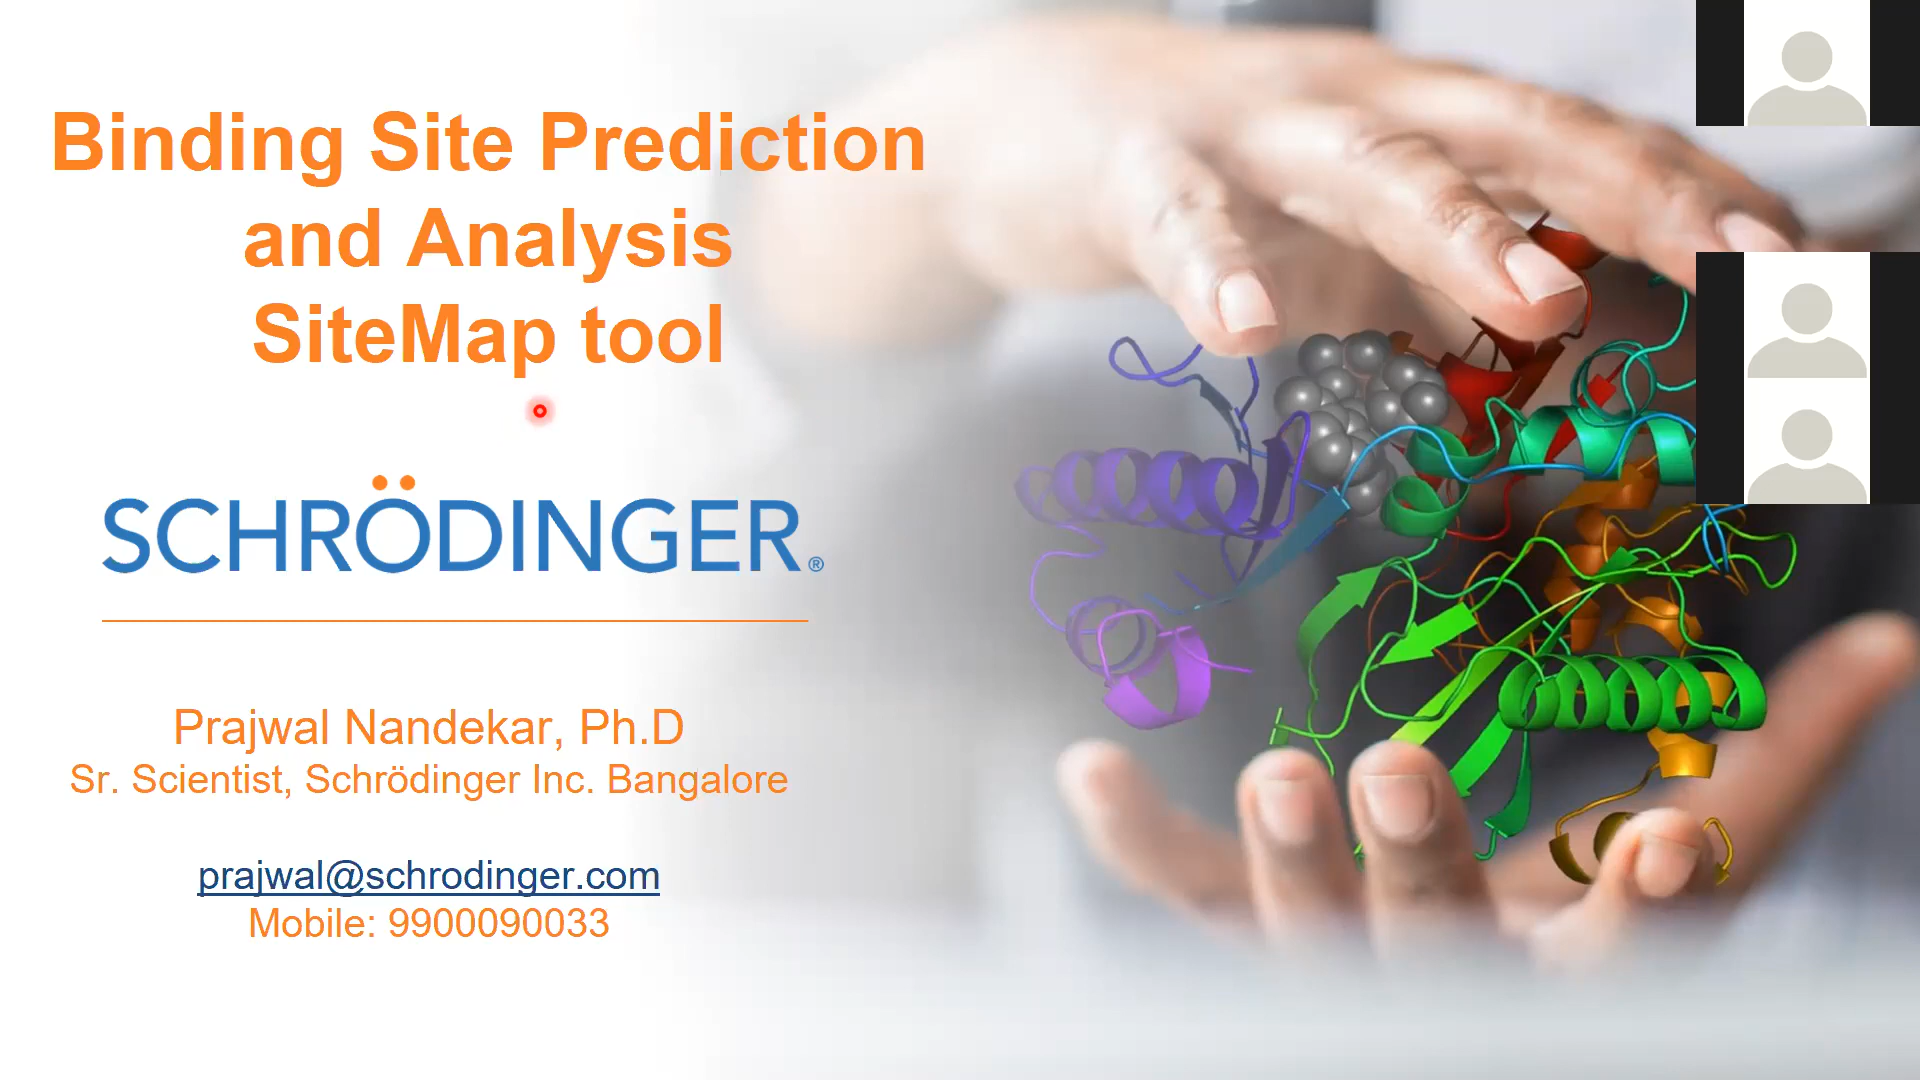 Binding Site Prediction
and Analysis
SiteMap tool
SCHRÖDINGER®
Prajwal Nandekar, Ph.D
Sr. Scientist, Schrödinger Inc. Bangalore
prajwal@schrodinger.com
Mobile: 9900090033